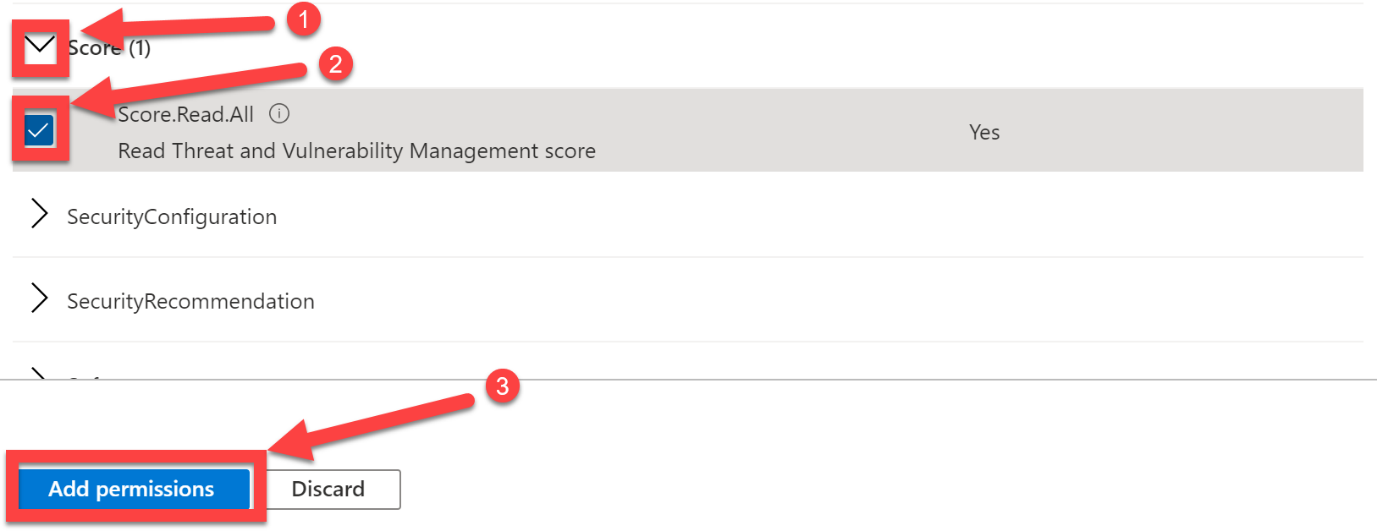 1
Score (1)
2
Score.Read.All
Read Threat and Vulnerability Management score
Yes
SecurityConfiguration
SecurityRecommendation
3
Add permissions
Discard